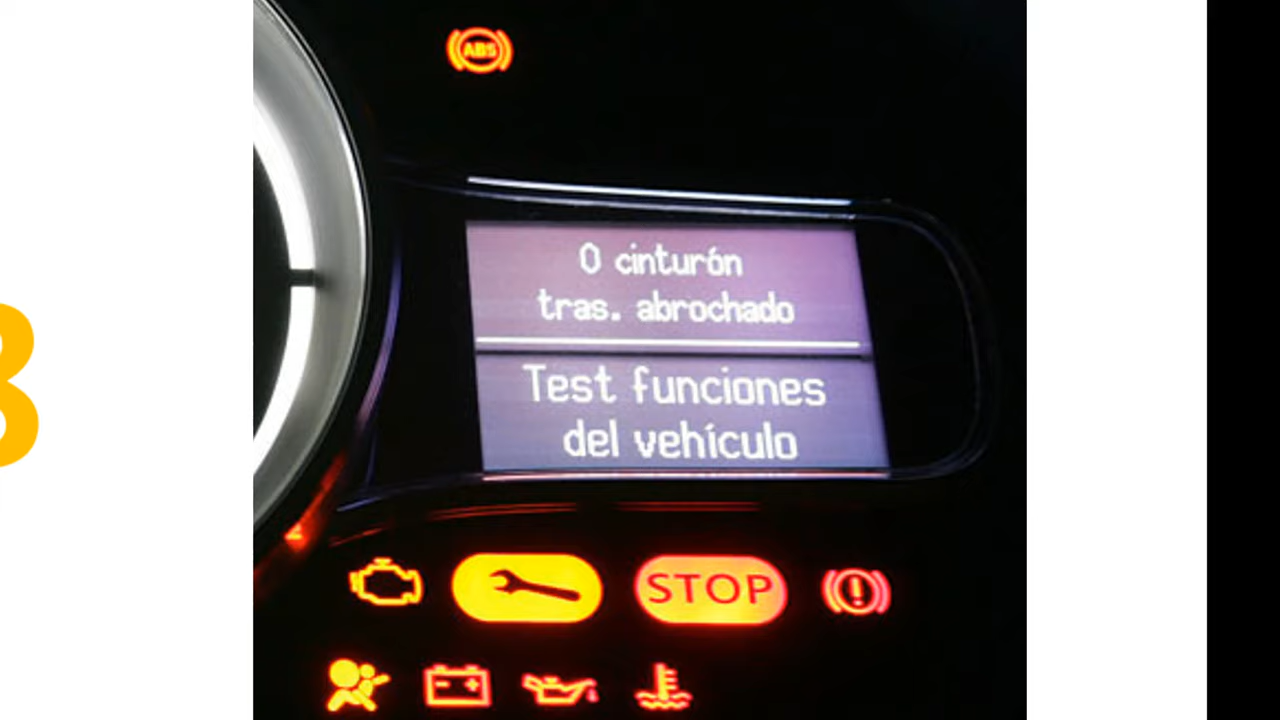 ABS
0 cinturón
tras. abrochado
Test funciones
del vehículo
STOP